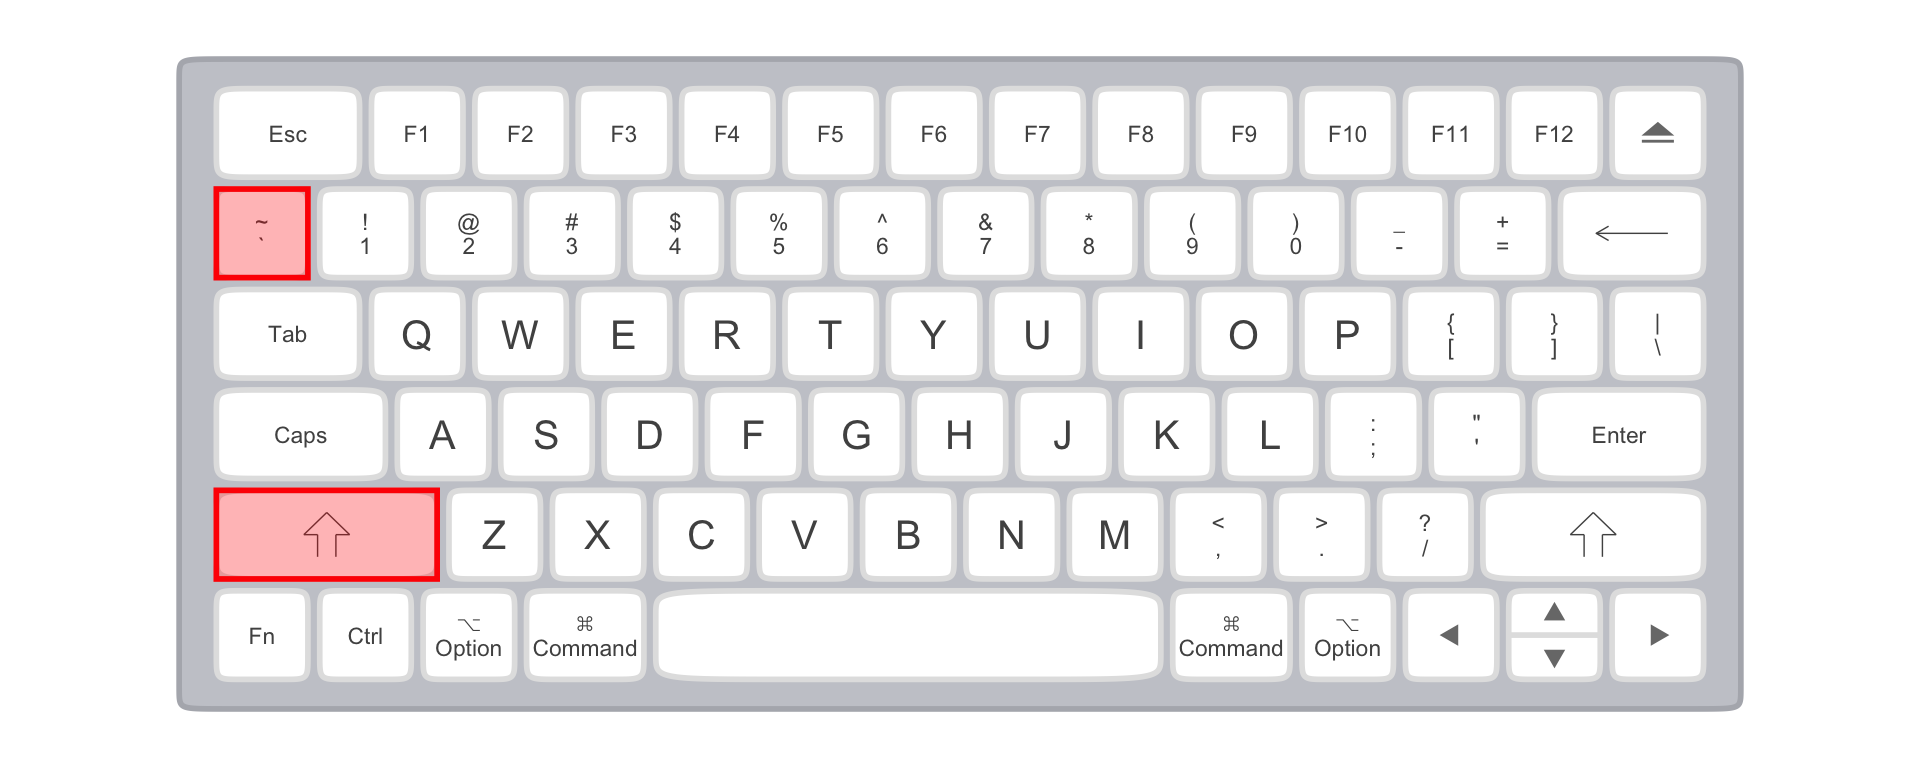 Esc F1 F2 F3 F4 F5 F6 F7 F8 F9 F10 F11 F12
~ ! @ # $ % ^ & * ( ) _ +
` 1 2 3 4 5 6 7 8 9 0 - =
Tab Q W E R T Y U I O P { } |
[ ] \
Caps A S D F G H J K L : "
; ' Enter
Z X C V B N M < > ?
, . /
⌥ ⌘ ⌘ ⌥
Fn Ctrl Option Command Command Option